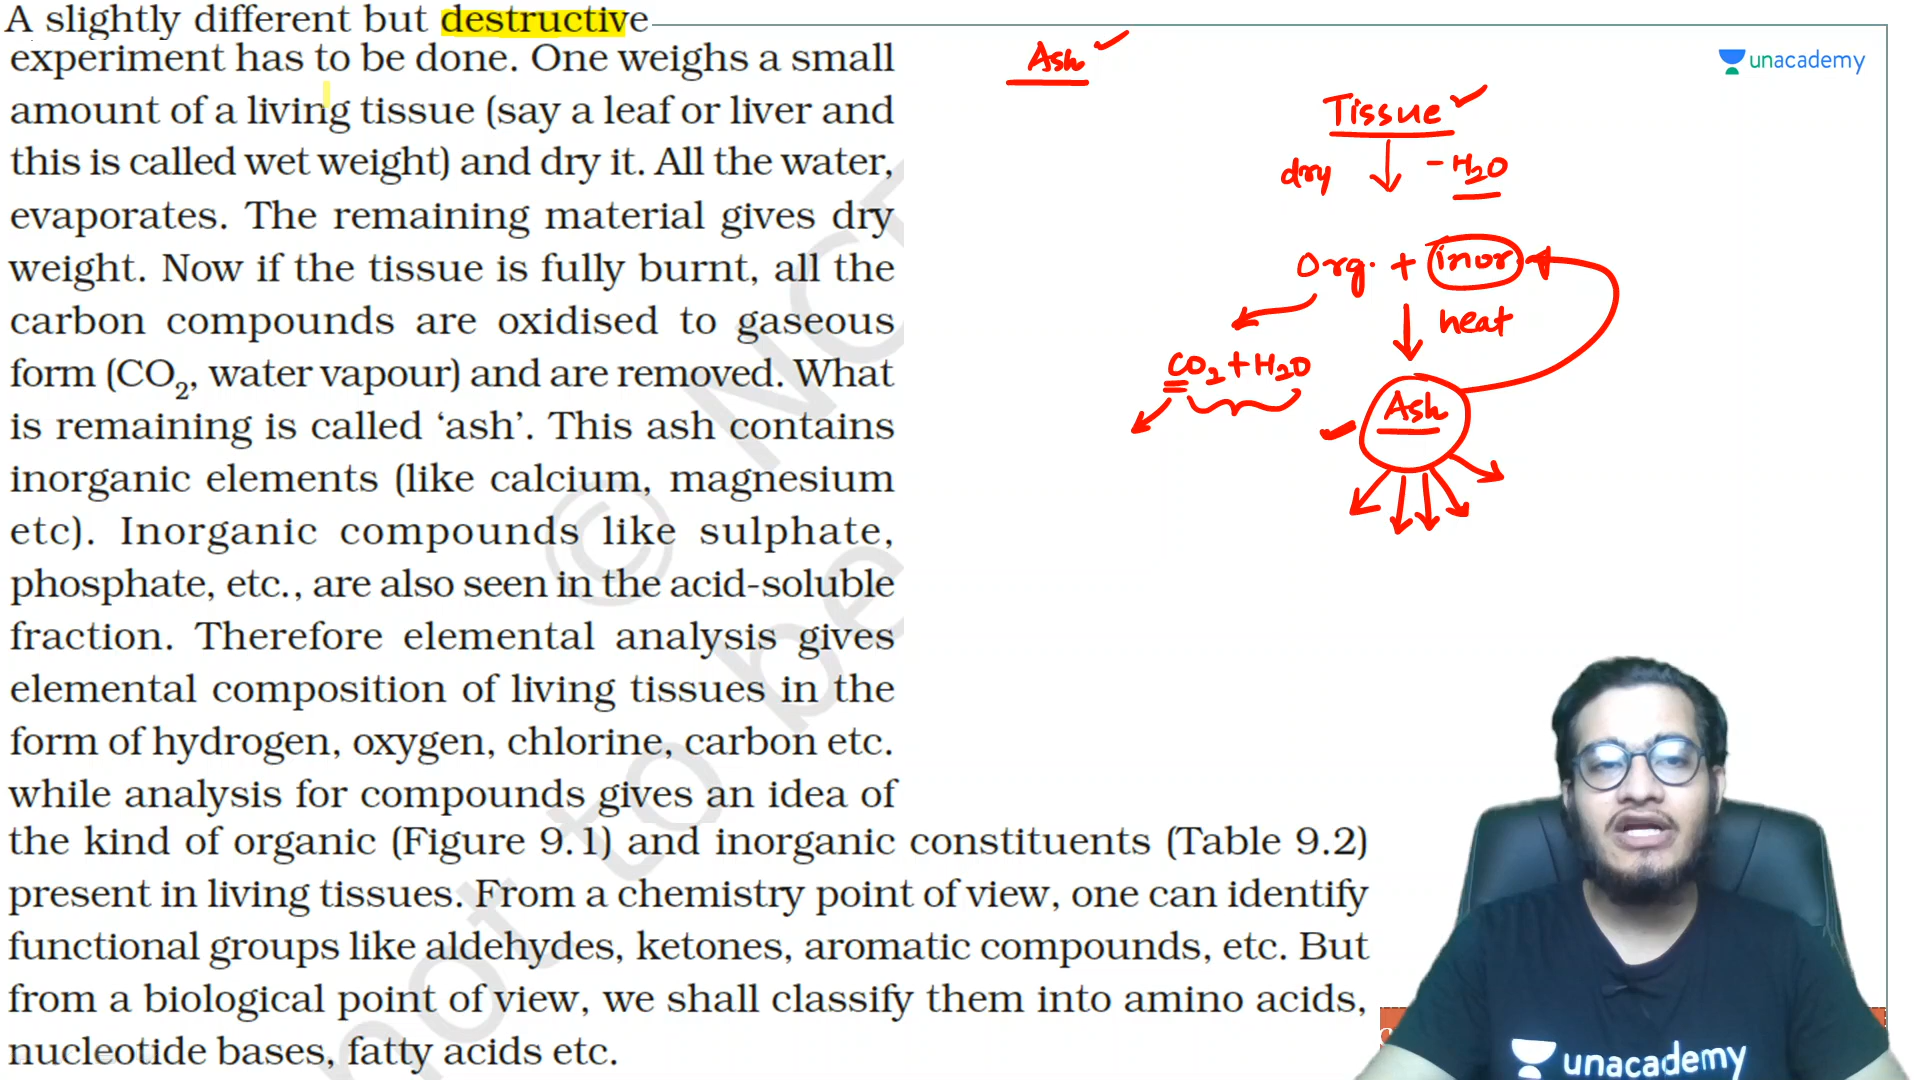 A slightly different but destructive
experiment has to be done. One weighs a small
amount of a living tissue (say a leaf or liver and
this is called wet weight) and dry it. All the water,
evaporates. The remaining material gives dry
weight. Now if the tissue is fully burnt, all the
carbon compounds are oxidised to gaseous
form (CO₂, water vapour) and are removed. What
is remaining is called ‘ash’. This ash contains
inorganic elements (like calcium, magnesium
etc). Inorganic compounds like sulphate,
phosphate, etc., are also seen in the acid-soluble
fraction. Therefore elemental analysis gives
elemental composition of living tissues in the
form of hydrogen, oxygen, chlorine, carbon etc.
while analysis for compounds gives an idea of
the kind of organic (Figure 9.1) and inorganic constituents (Table 9.2)
present in living tissues. From a chemistry point of view, one can identify
functional groups like aldehydes, ketones, aromatic compounds, etc. But
from a biological point of view, we shall classify them into amino acids,
nucleotide bases, fatty acids etc.
Ash
Tissue
dry - H₂O
Org. + inor
heat
CO₂ + H₂O
Ash
unacademy
unacademy
© NCE
not to be